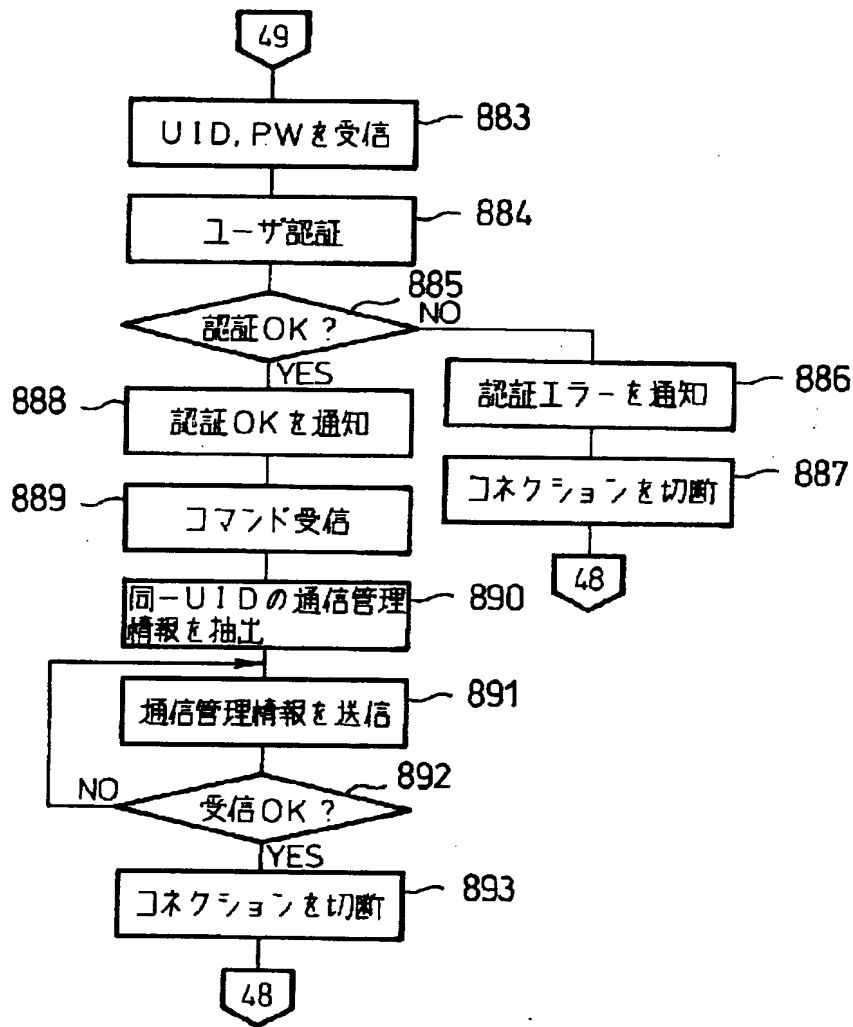 49
UID,PWを受信
883
ユーザ認証
884
認証OK?
885
NO
YES
認証エラーを通知
886
888
認証OKを通知
コネクションを切断
887
889
コマンド受信
48
同一UIDの通信管理
情報を抽出
890
通信管理情報を送信
891
受信OK?
892
NO
YES
コネクションを切断
893
48